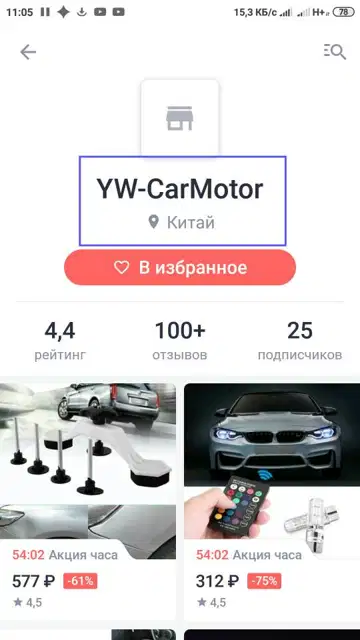 11:05
15,3 КБ/с
H+
78
YW-CarMotor
Китай
В избранное
4,4
100+
25
рейтинг
отзывов
подписчиков
54:02 Акция часа
54:02 Акция часа
577 ₽ -61%
312 ₽ -75%
4,5
4,5